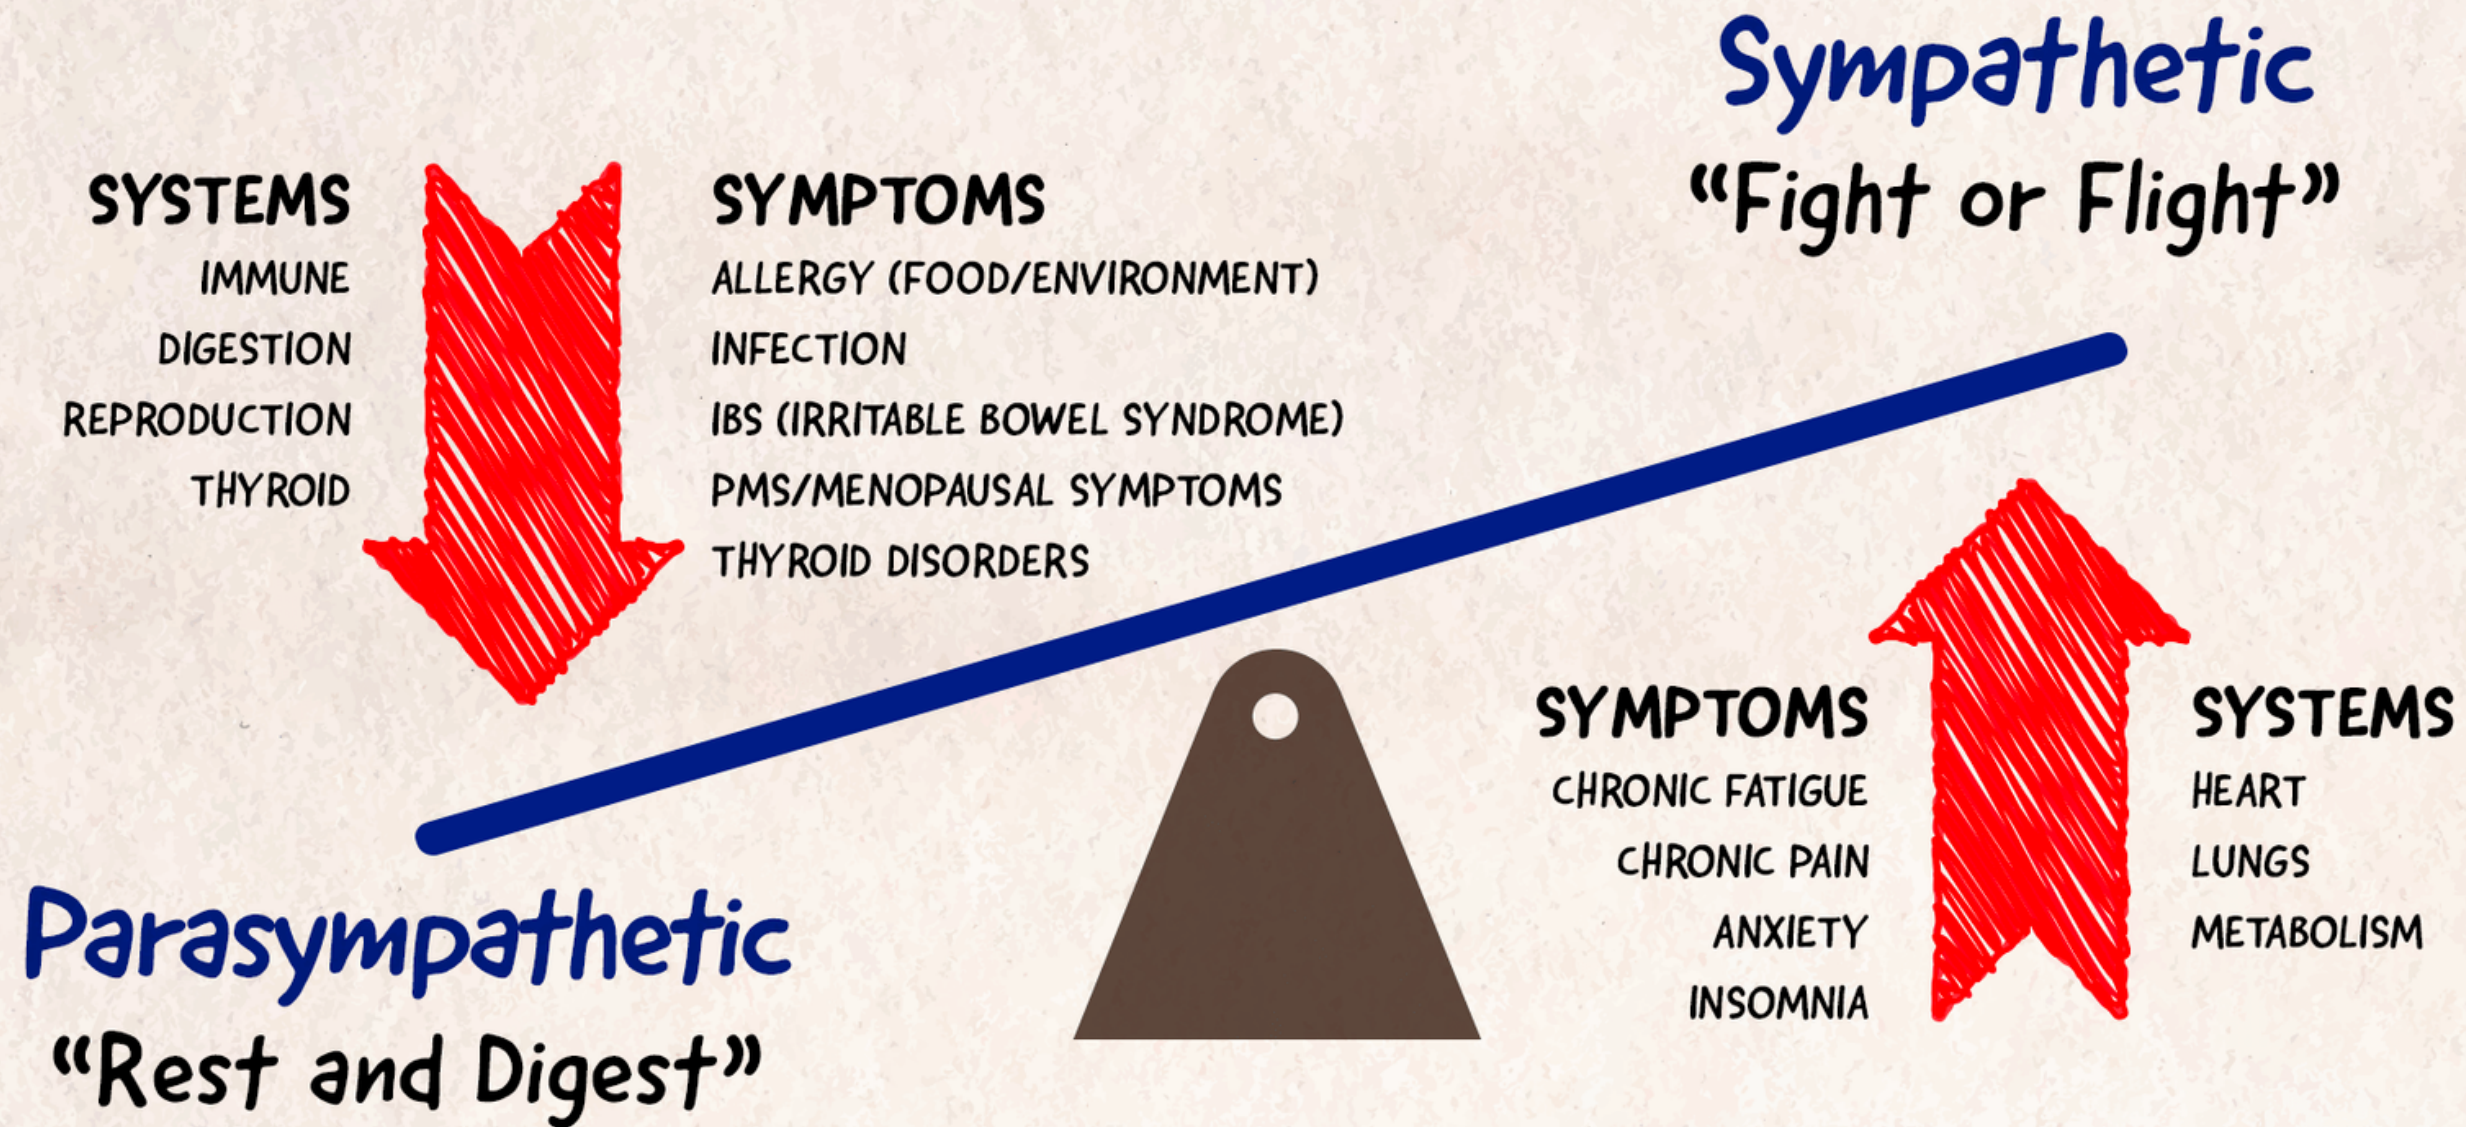 Sympathetic
“Fight or Flight”
SYSTEMS
IMMUNE
DIGESTION
REPRODUCTION
THYROID
SYMPTOMS
ALLERGY (FOOD/ENVIRONMENT)
INFECTION
IBS (IRRITABLE BOWEL SYNDROME)
PMS/MENOPAUSAL SYMPTOMS
THYROID DISORDERS
SYMPTOMS
CHRONIC FATIGUE
CHRONIC PAIN
ANXIETY
INSOMNIA
SYSTEMS
HEART
LUNGS
METABOLISM
Parasympathetic
“Rest and Digest”